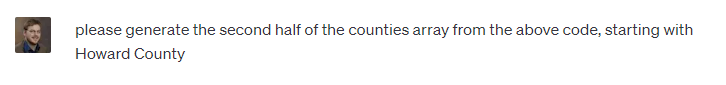 please generate the second half of the counties array from the above code, starting with
Howard County